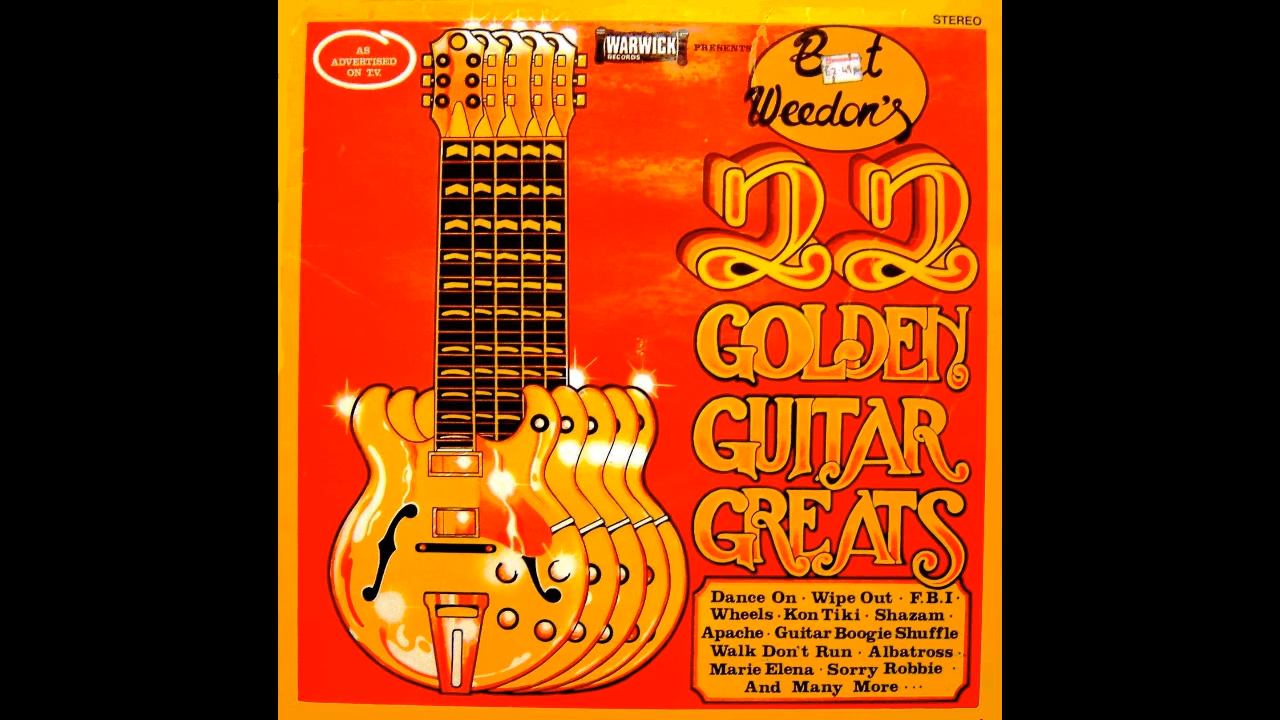 STEREO
AS
ADVERTISED
ON T.V.
WARWICK
RECORDS
PRESENTS
Weedon's
22
GOLDEN
GUITAR
GREATS
Dance On · Wipe Out · F.B.I ·
Wheels · Kon Tiki · Shazam ·
Apache · Guitar Boogie Shuffle
Walk Don't Run · Albatross ·
Marie Elena · Sorry Robbie ·
And Many More ···